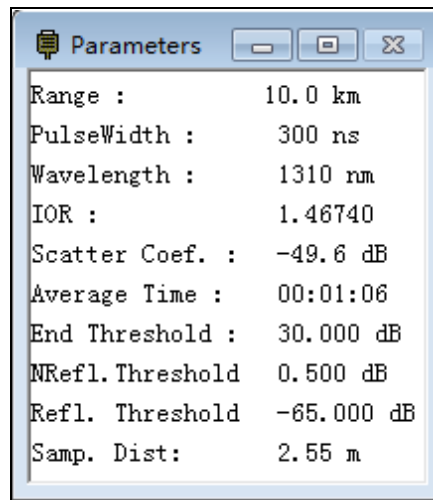 Parameters
Range : 10.0 km
PulseWidth : 300 ns
Wavelength : 1310 nm
IOR : 1.46740
Scatter Coef. : -49.6 dB
Average Time : 00:01:06
End Threshold : 30.000 dB
NRefl.Threshold 0.500 dB
Refl. Threshold -65.000 dB
Samp. Dist: 2.55 m